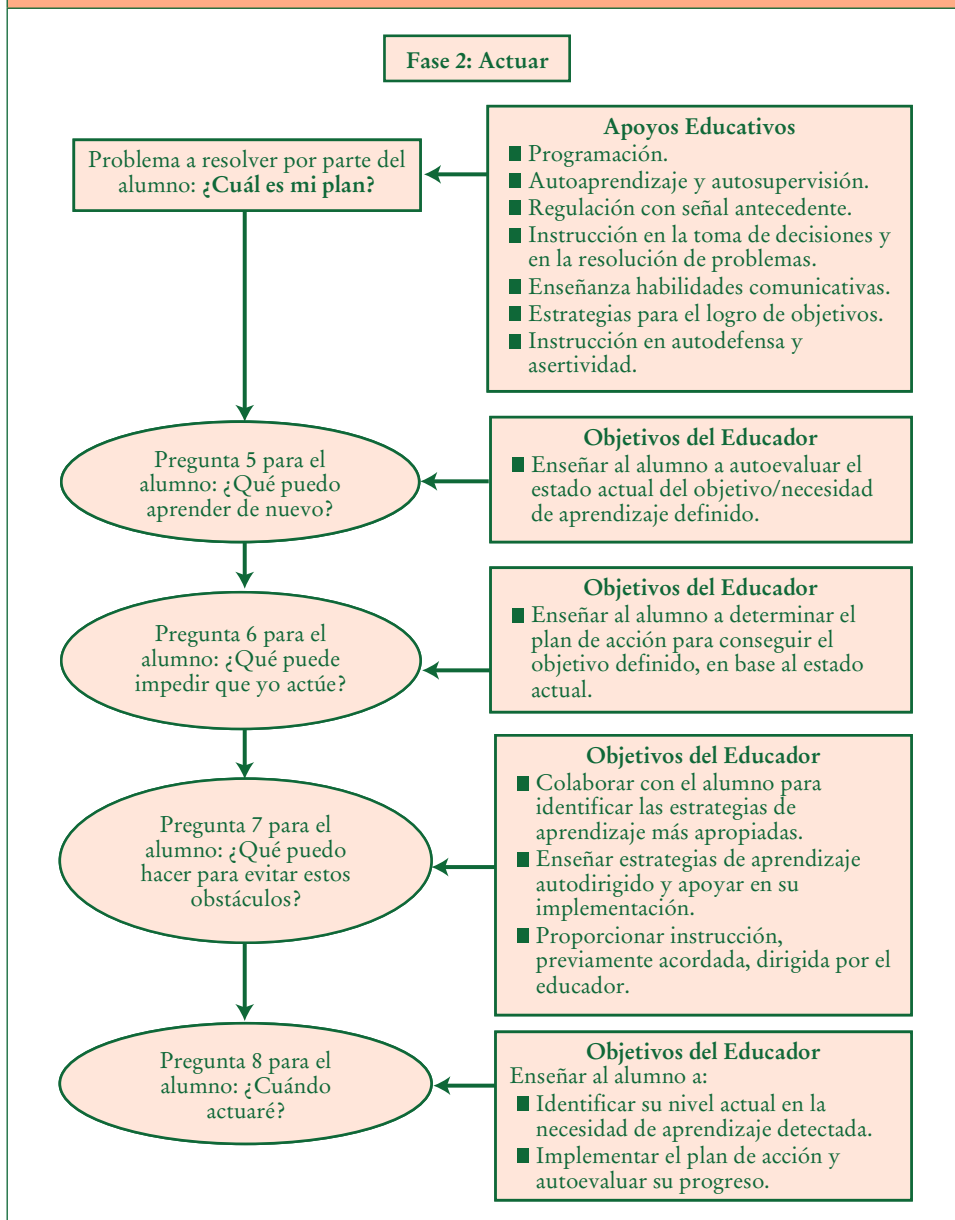 Fase 2: Actuar
Problema a resolver por parte del
alumno: ¿Cuál es mi plan?
Apoyos Educativos
■ Programación.
■ Autoaprendizaje y autosupervisión.
■ Regulación con señal antecedente.
■ Instrucción en la toma de decisiones y
en la resolución de problemas.
■ Enseñanza habilidades comunicativas.
■ Estrategias para el logro de objetivos.
■ Instrucción en autodefensa y
asertividad.
Pregunta 5 para el
alumno: ¿Qué puedo
aprender de nuevo?
Objetivos del Educador
■ Enseñar al alumno a autoevaluar el
estado actual del objetivo/necesidad
de aprendizaje definido.
Pregunta 6 para el
alumno: ¿Qué puede
impedir que yo actúe?
Objetivos del Educador
■ Enseñar al alumno a determinar el
plan de acción para conseguir el
objetivo definido, en base al estado
actual.
Pregunta 7 para el
alumno: ¿Qué puedo
hacer para evitar estos
obstáculos?
Objetivos del Educador
■ Colaborar con el alumno para
identificar las estrategias de
aprendizaje más apropiadas.
■ Enseñar estrategias de aprendizaje
autodirigido y apoyar en su
implementación.
■ Proporcionar instrucción,
previamente acordada, dirigida por el
educador.
Pregunta 8 para el
alumno: ¿Cuándo
actuaré?
Objetivos del Educador
Enseñar al alumno a:
■ Identificar su nivel actual en la
necesidad de aprendizaje detectada.
■ Implementar el plan de acción y
autoevaluar su progreso.